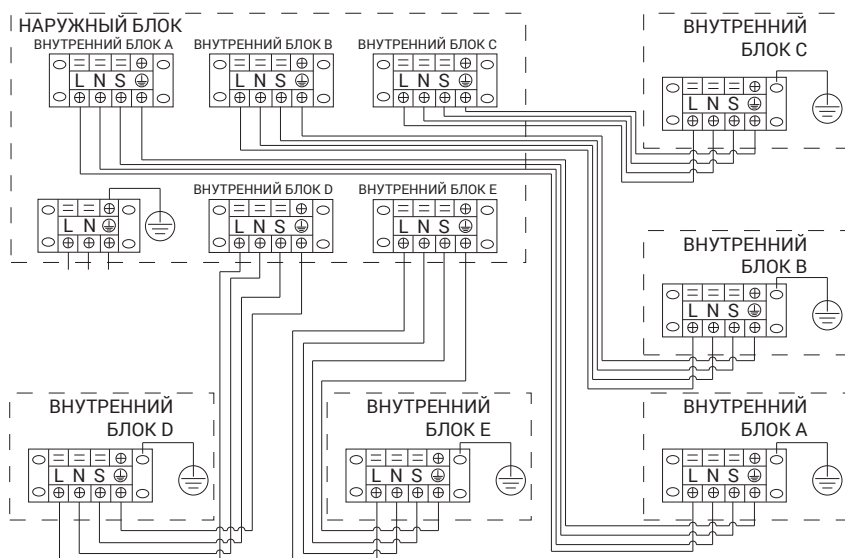 НАРУЖНЫЙ БЛОК
ВНУТРЕННИЙ БЛОК A
ВНУТРЕННИЙ БЛОК B
ВНУТРЕННИЙ БЛОК C
L N S
L N S
L N S
ВНУТРЕННИЙ
БЛОК C
L N S
ВНУТРЕННИЙ БЛОК D
ВНУТРЕННИЙ БЛОК E
L N
L N S
L N S
ВНУТРЕННИЙ
БЛОК B
L N S
ВНУТРЕННИЙ
БЛОК D
L N S
ВНУТРЕННИЙ
БЛОК E
L N S
ВНУТРЕННИЙ
БЛОК A
L N S